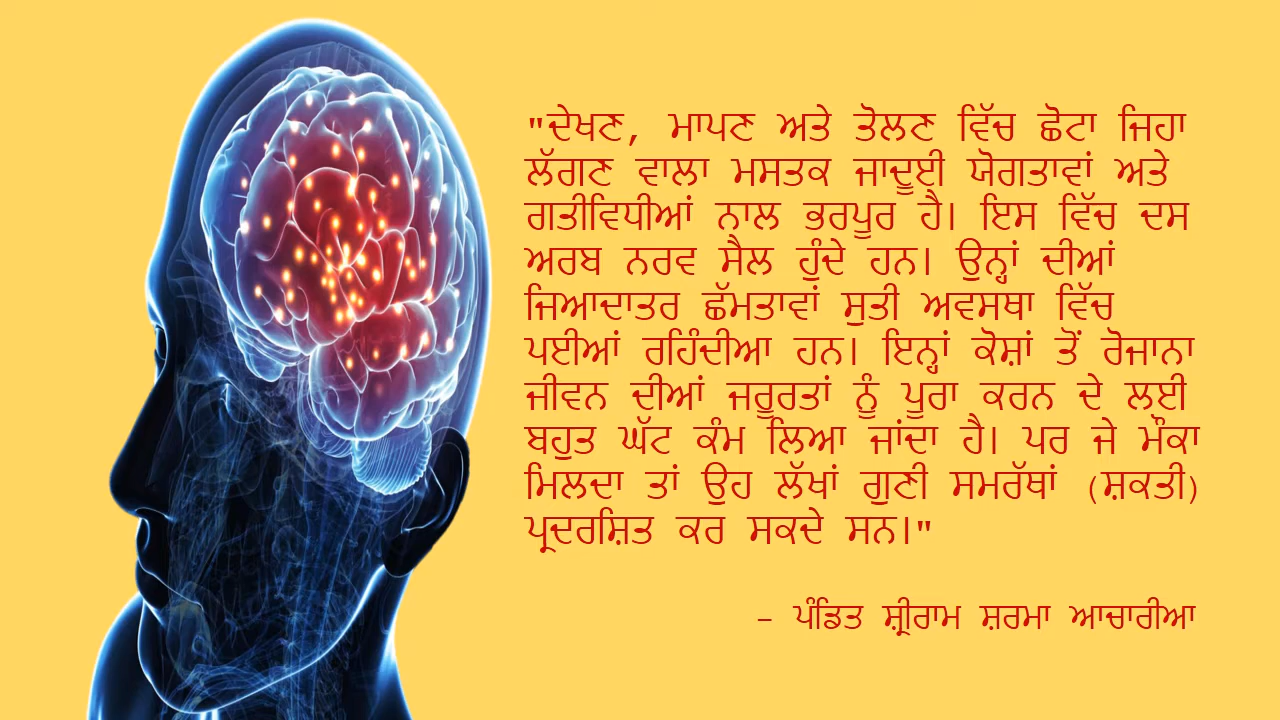 "ਦੇਖਣ, ਮਾਪਣ ਅਤੇ ਤੋਲਣ ਵਿੱਚ ਛੋਟਾ ਜਿਹਾ
ਲੱਗਣ ਵਾਲਾ ਮਸਤਕ ਜਾਦੂਈ ਯੋਗਤਾਵਾਂ ਅਤੇ
ਗਤੀਵਿਧੀਆਂ ਨਾਲ ਭਰਪੂਰ ਹੈ। ਇਸ ਵਿੱਚ ਦਸ
ਅਰਬ ਨਰਵ ਸੈਲ ਹੁੰਦੇ ਹਨ। ਉਨ੍ਹਾਂ ਦੀਆਂ
ਜਿਆਦਾਤਰ ਛੱਮਤਾਵਾਂ ਸੁਤੀ ਅਵਸਥਾ ਵਿੱਚ
ਪਈਆਂ ਰਹਿੰਦੀਆ ਹਨ। ਇਨ੍ਹਾਂ ਕੋਸ਼ਾਂ ਤੋਂ ਰੋਜਾਨਾ
ਜੀਵਨ ਦੀਆਂ ਜਰੂਰਤਾਂ ਨੂੰ ਪੂਰਾ ਕਰਨ ਦੇ ਲਈ
ਬਹੁਤ ਘੱਟ ਕੰਮ ਲਿਆ ਜਾਂਦਾ ਹੈ। ਪਰ ਜੇ ਮੌਕਾ
ਮਿਲਦਾ ਤਾਂ ਉਹ ਲੱਖਾਂ ਗੁਣੀ ਸਮਰੱਥਾਂ (ਸ਼ਕਤੀ)
ਪ੍ਰਦਰਸ਼ਿਤ ਕਰ ਸਕਦੇ ਸਨ।"
- ਪੰਡਿਤ ਸ਼੍ਰੀਰਾਮ ਸ਼ਰਮਾ ਆਚਾਰੀਆ